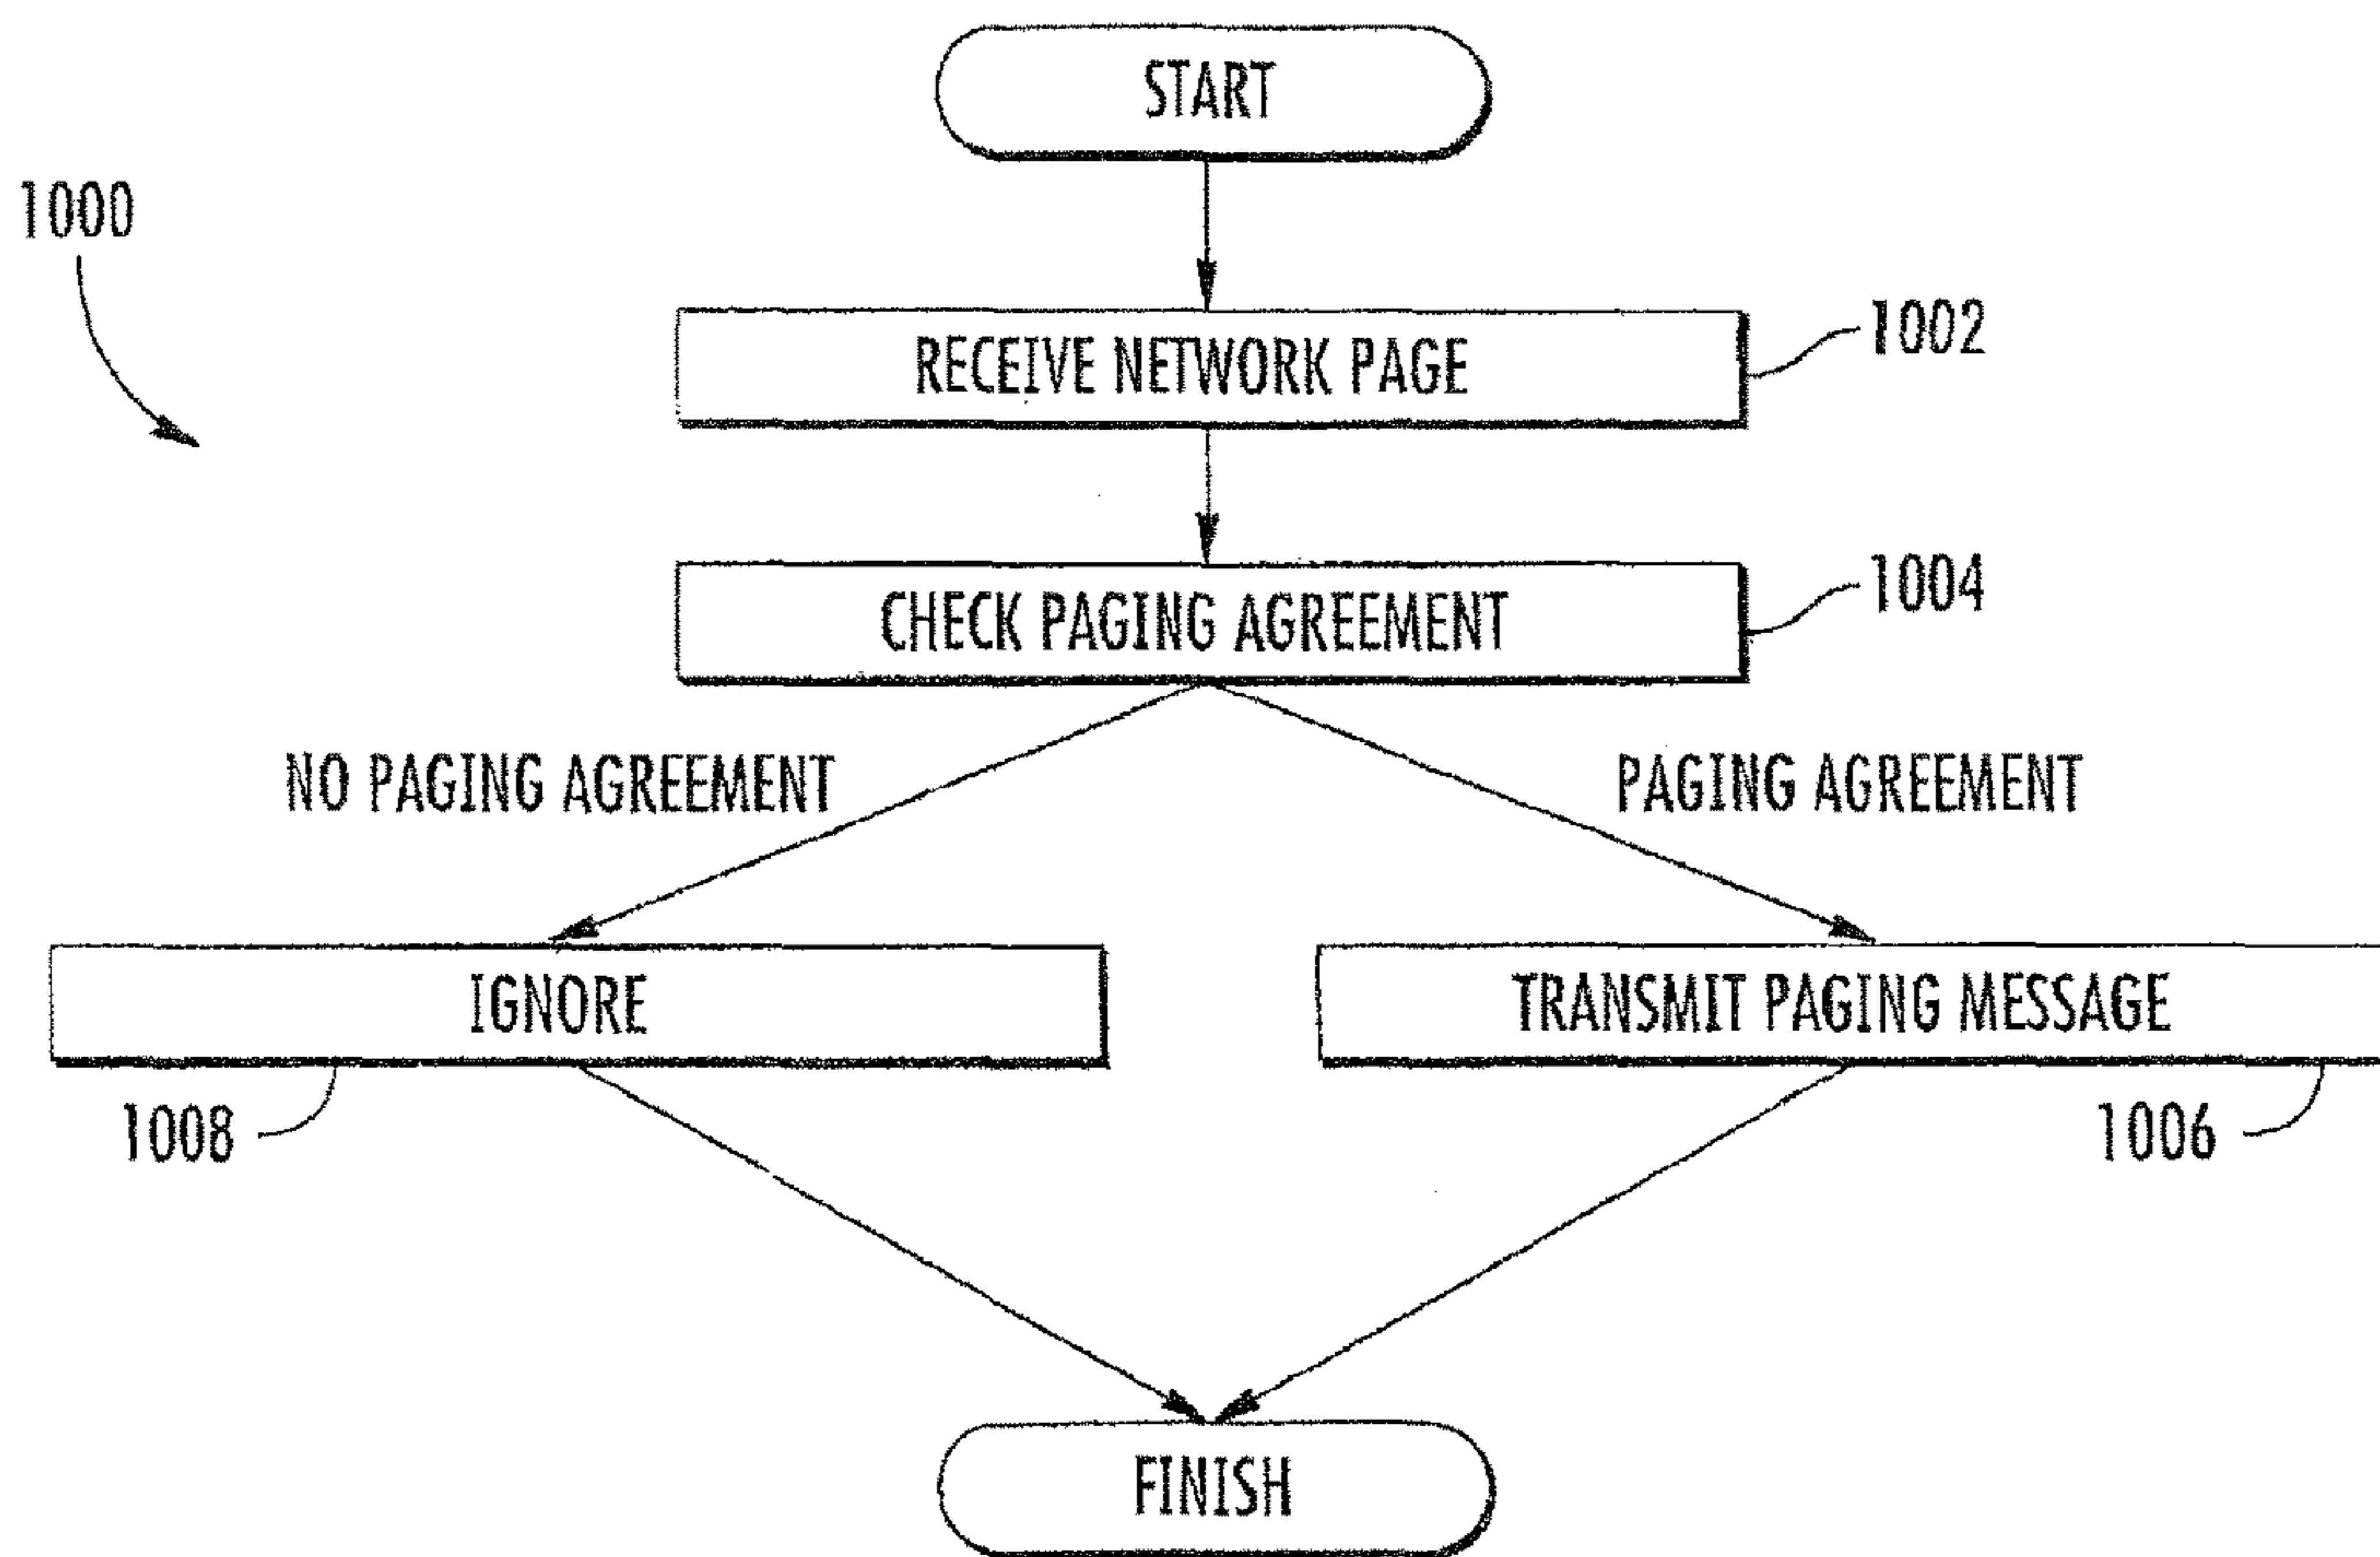 START
1000
RECEIVE NETWORK PAGE
1002
CHECK PAGING AGREEMENT
1004
NO PAGING AGREEMENT
PAGING AGREEMENT
IGNORE
TRANSMIT PAGING MESSAGE
1008
1006
FINISH